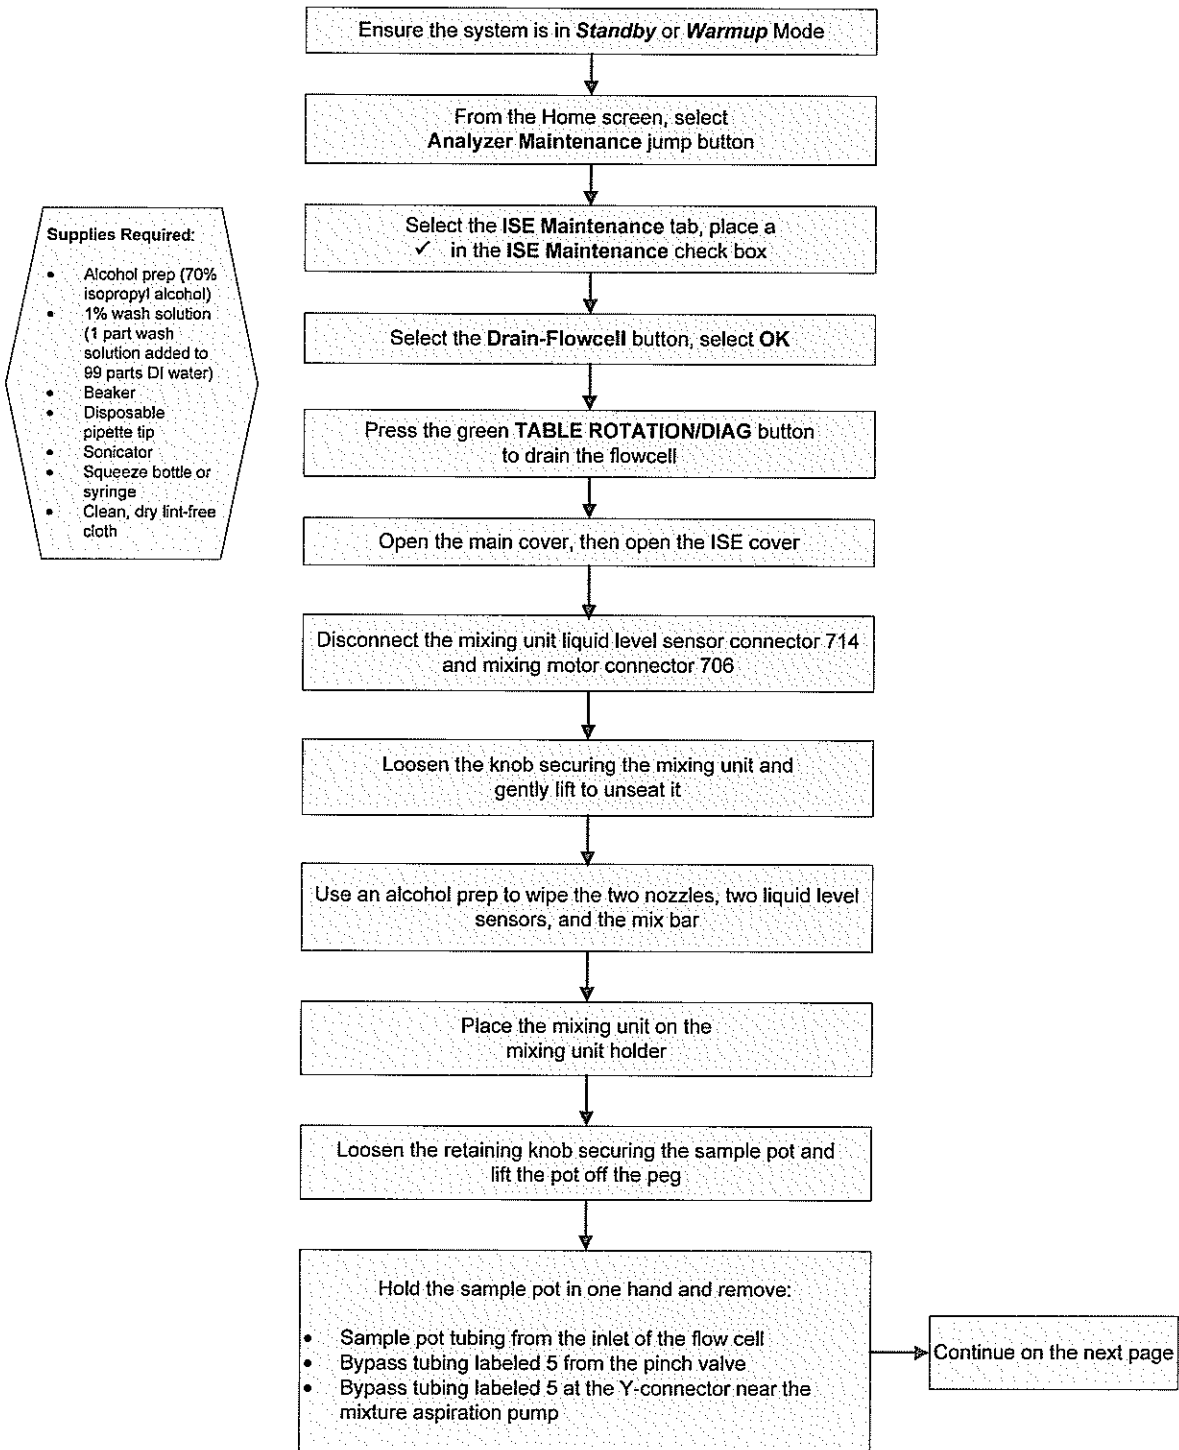 Ensure the system is in Standby or Warmup Mode
From the Home screen, select
Analyzer Maintenance jump button
Supplies Required:
• Alcohol prep (70%
isopropyl alcohol)
• 1% wash solution
(1 part wash
solution added to
99 parts DI water)
• Beaker
• Disposable
pipette tip
• Sonicator
• Squeeze bottle or
syringe
• Clean, dry lint-free
cloth
Select the ISE Maintenance tab, place a
✓ in the ISE Maintenance check box
Select the Drain-Flowcell button, select OK
Press the green TABLE ROTATION/DIAG button
to drain the flowcell
Open the main cover, then open the ISE cover
Disconnect the mixing unit liquid level sensor connector 714
and mixing motor connector 706
Loosen the knob securing the mixing unit and
gently lift to unseat it
Use an alcohol prep to wipe the two nozzles, two liquid level
sensors, and the mix bar
Place the mixing unit on the
mixing unit holder
Loosen the retaining knob securing the sample pot and
lift the pot off the peg
Hold the sample pot in one hand and remove:
• Sample pot tubing from the inlet of the flow cell
• Bypass tubing labeled 5 from the pinch valve
• Bypass tubing labeled 5 at the Y-connector near the
mixture aspiration pump
Continue on the next page